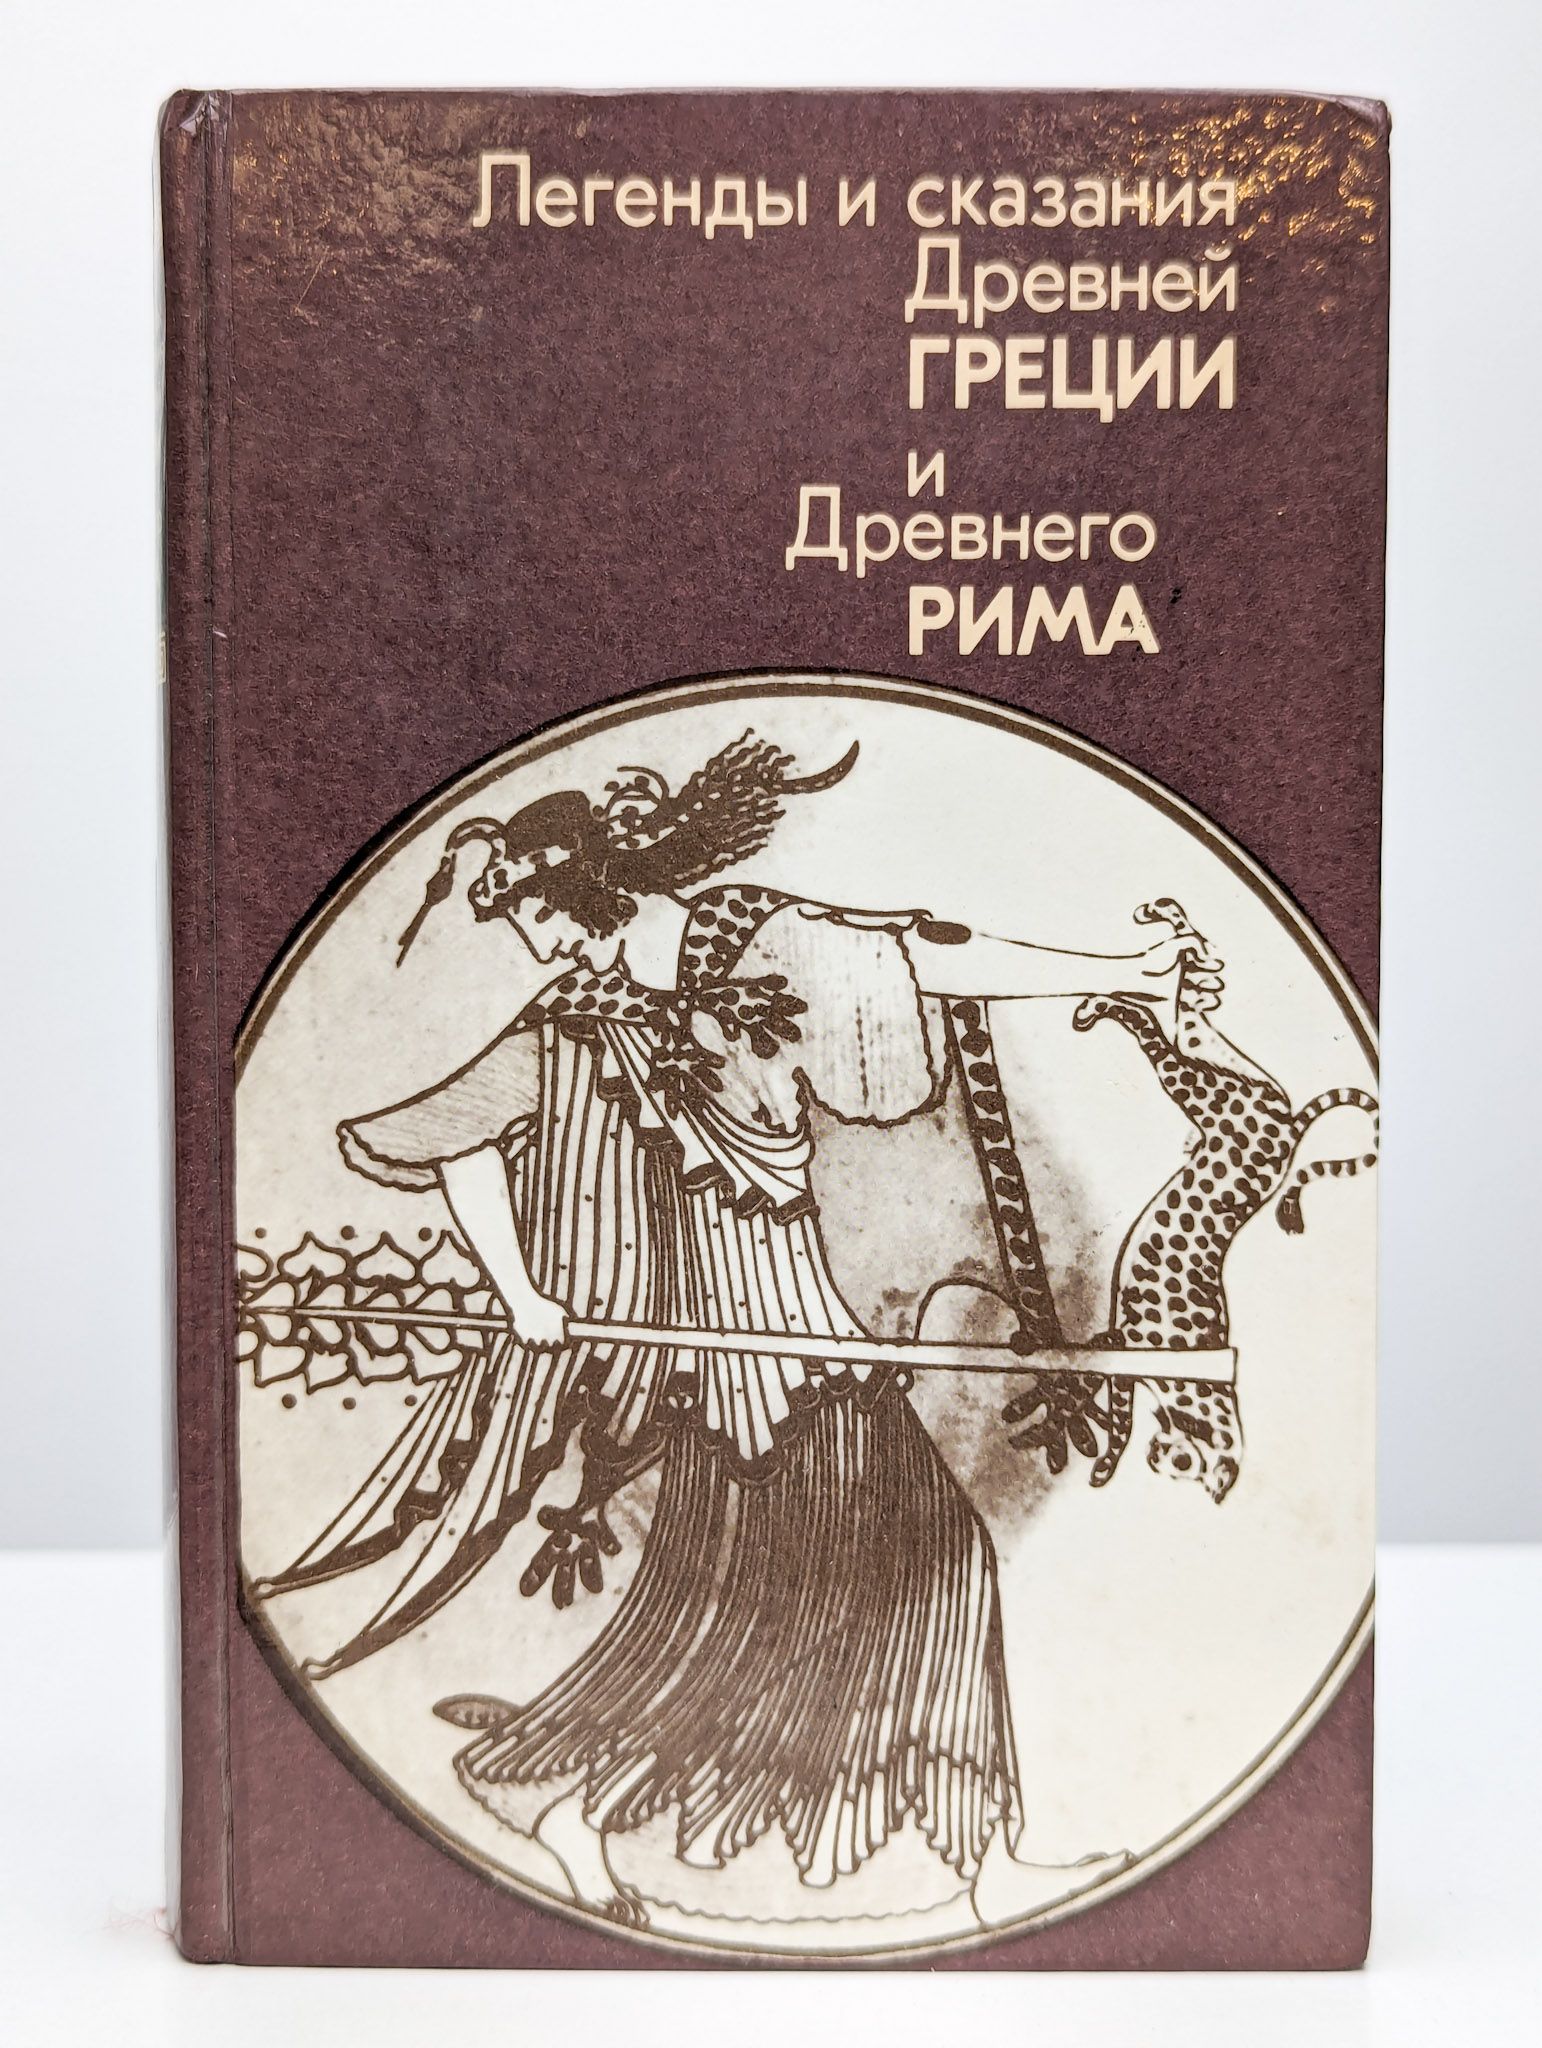 Легенды и сказания
Древней
ГРЕЦИИ
и
Древнего
РИМА